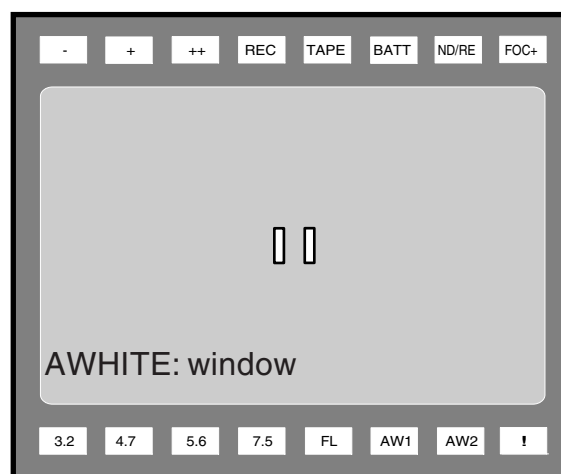 - + ++ REC TAPE BATT ND/RE FOC+
AWHITE: window
3.2 4.7 5.6 7.5 FL AW1 AW2 !